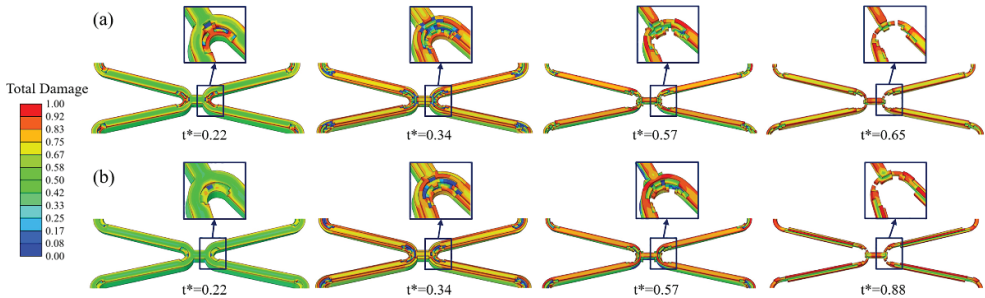 (a)
t*=0.22
t*=0.34
t*=0.57
t*=0.65
Total Damage
1.00
0.92
0.83
0.75
0.67
0.58
0.50
0.42
0.33
0.25
0.17
0.08
0.00
(b)
t*=0.22
t*=0.34
t*=0.57
t*=0.88